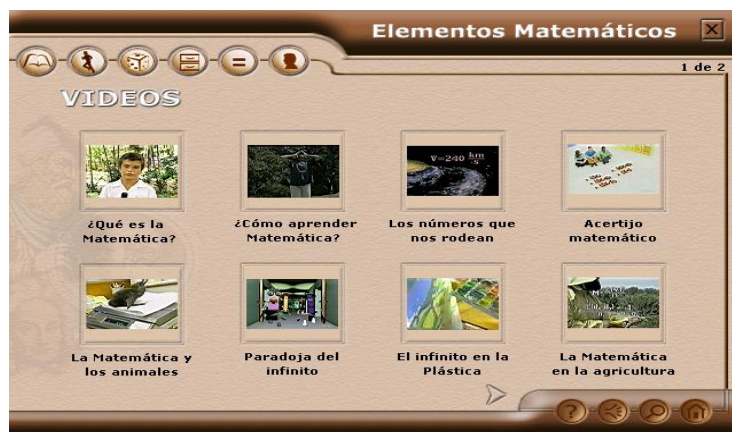 Elementos Matemáticos
1 de 2
VIDEOS
V=240 km
s
¿Qué es la
Matemática?
¿Cómo aprender
Matemática?
Los números que
nos rodean
Acertijo
matemático
La Matemática y
los animales
Paradoja del
infinito
El infinito en la
Plástica
La Matemática
en la agricultura